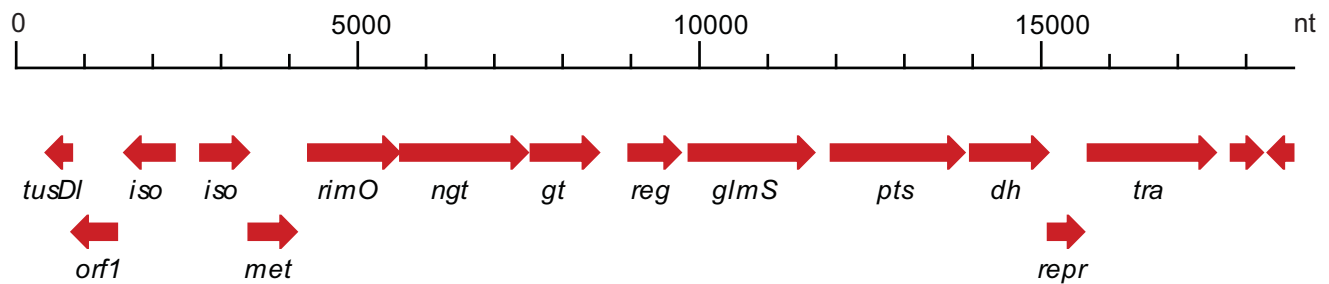 0 5000 10000 15000 nt
tusDI iso iso rimO ngt gt reg glmS pts dh tra
orf1 met repr